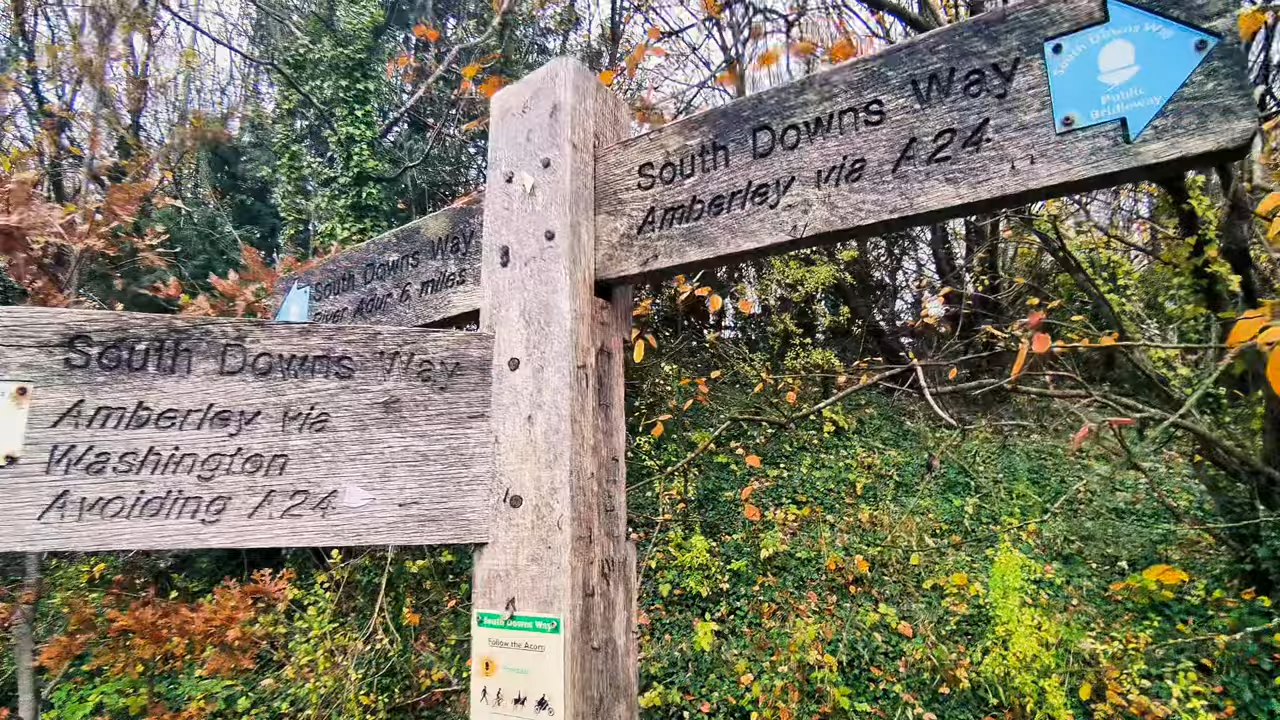 South Downs Way
Amberley via A24
South Downs Way
Public
Bridleway
South Downs Way
River Adur 6 miles
South Downs Way
Amberley via
Washington
Avoiding A24
South Downs Way
Follow the Acorn